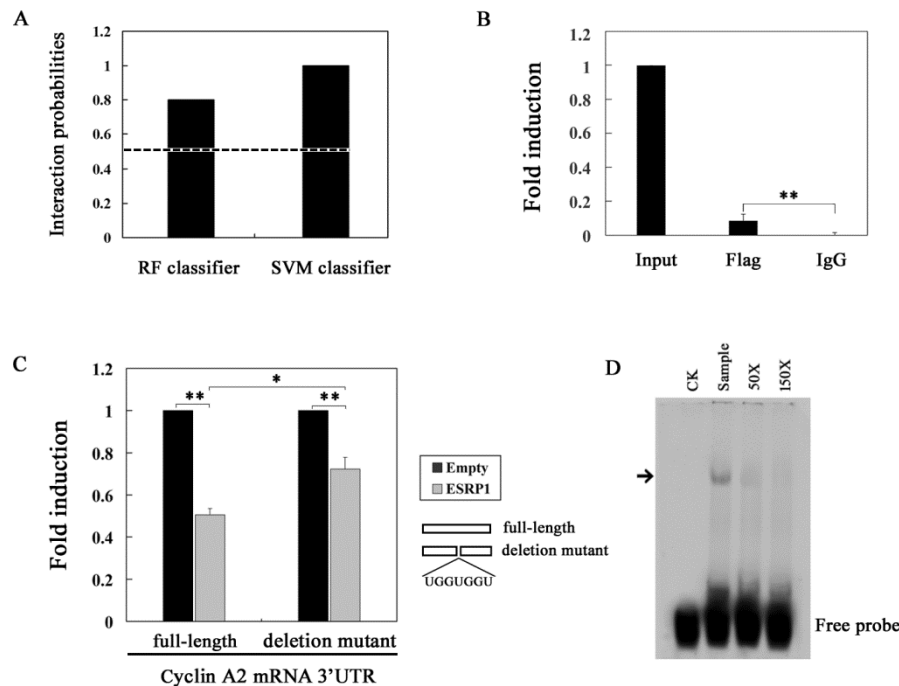 A
Interaction probabilities
1.2
1
0.8
0.6
0.4
0.2
0
RF classifier
SVM classifier
B
Fold induction
1.2
1
0.8
0.6
0.4
0.2
0
**
Input
Flag
IgG
C
Fold induction
1.2
1
0.8
0.6
0.4
0.2
0
*
**
**
full-length
deletion mutant
Cyclin A2 mRNA 3'UTR
Empty
ESRP1
full-length
deletion mutant
UGGUGGU
D
CK
Sample
50X
150X
Free probe